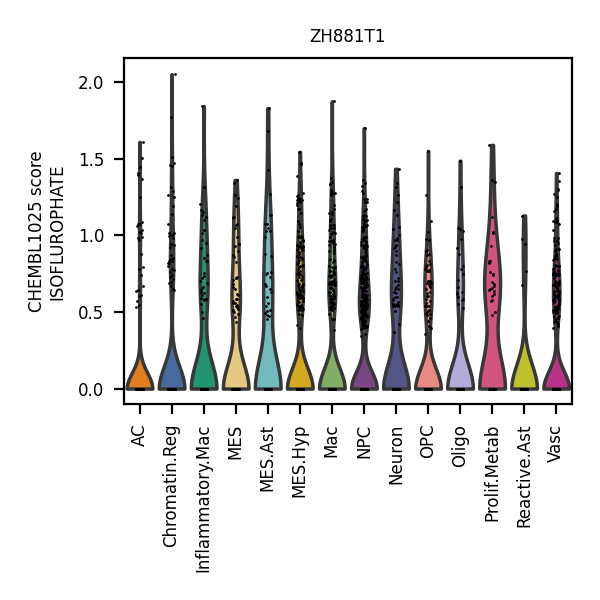 ZH881T1
CHEMBL1025 score
ISOFLUROPHATE
2.0
1.5
1.0
0.5
0.0
AC
Chromatin.Reg
Inflammatory.Mac
MES
MES.Ast
MES.Hyp
Mac
NPC
Neuron
OPC
Oligo
Prolif.Metab
Reactive.Ast
Vasc